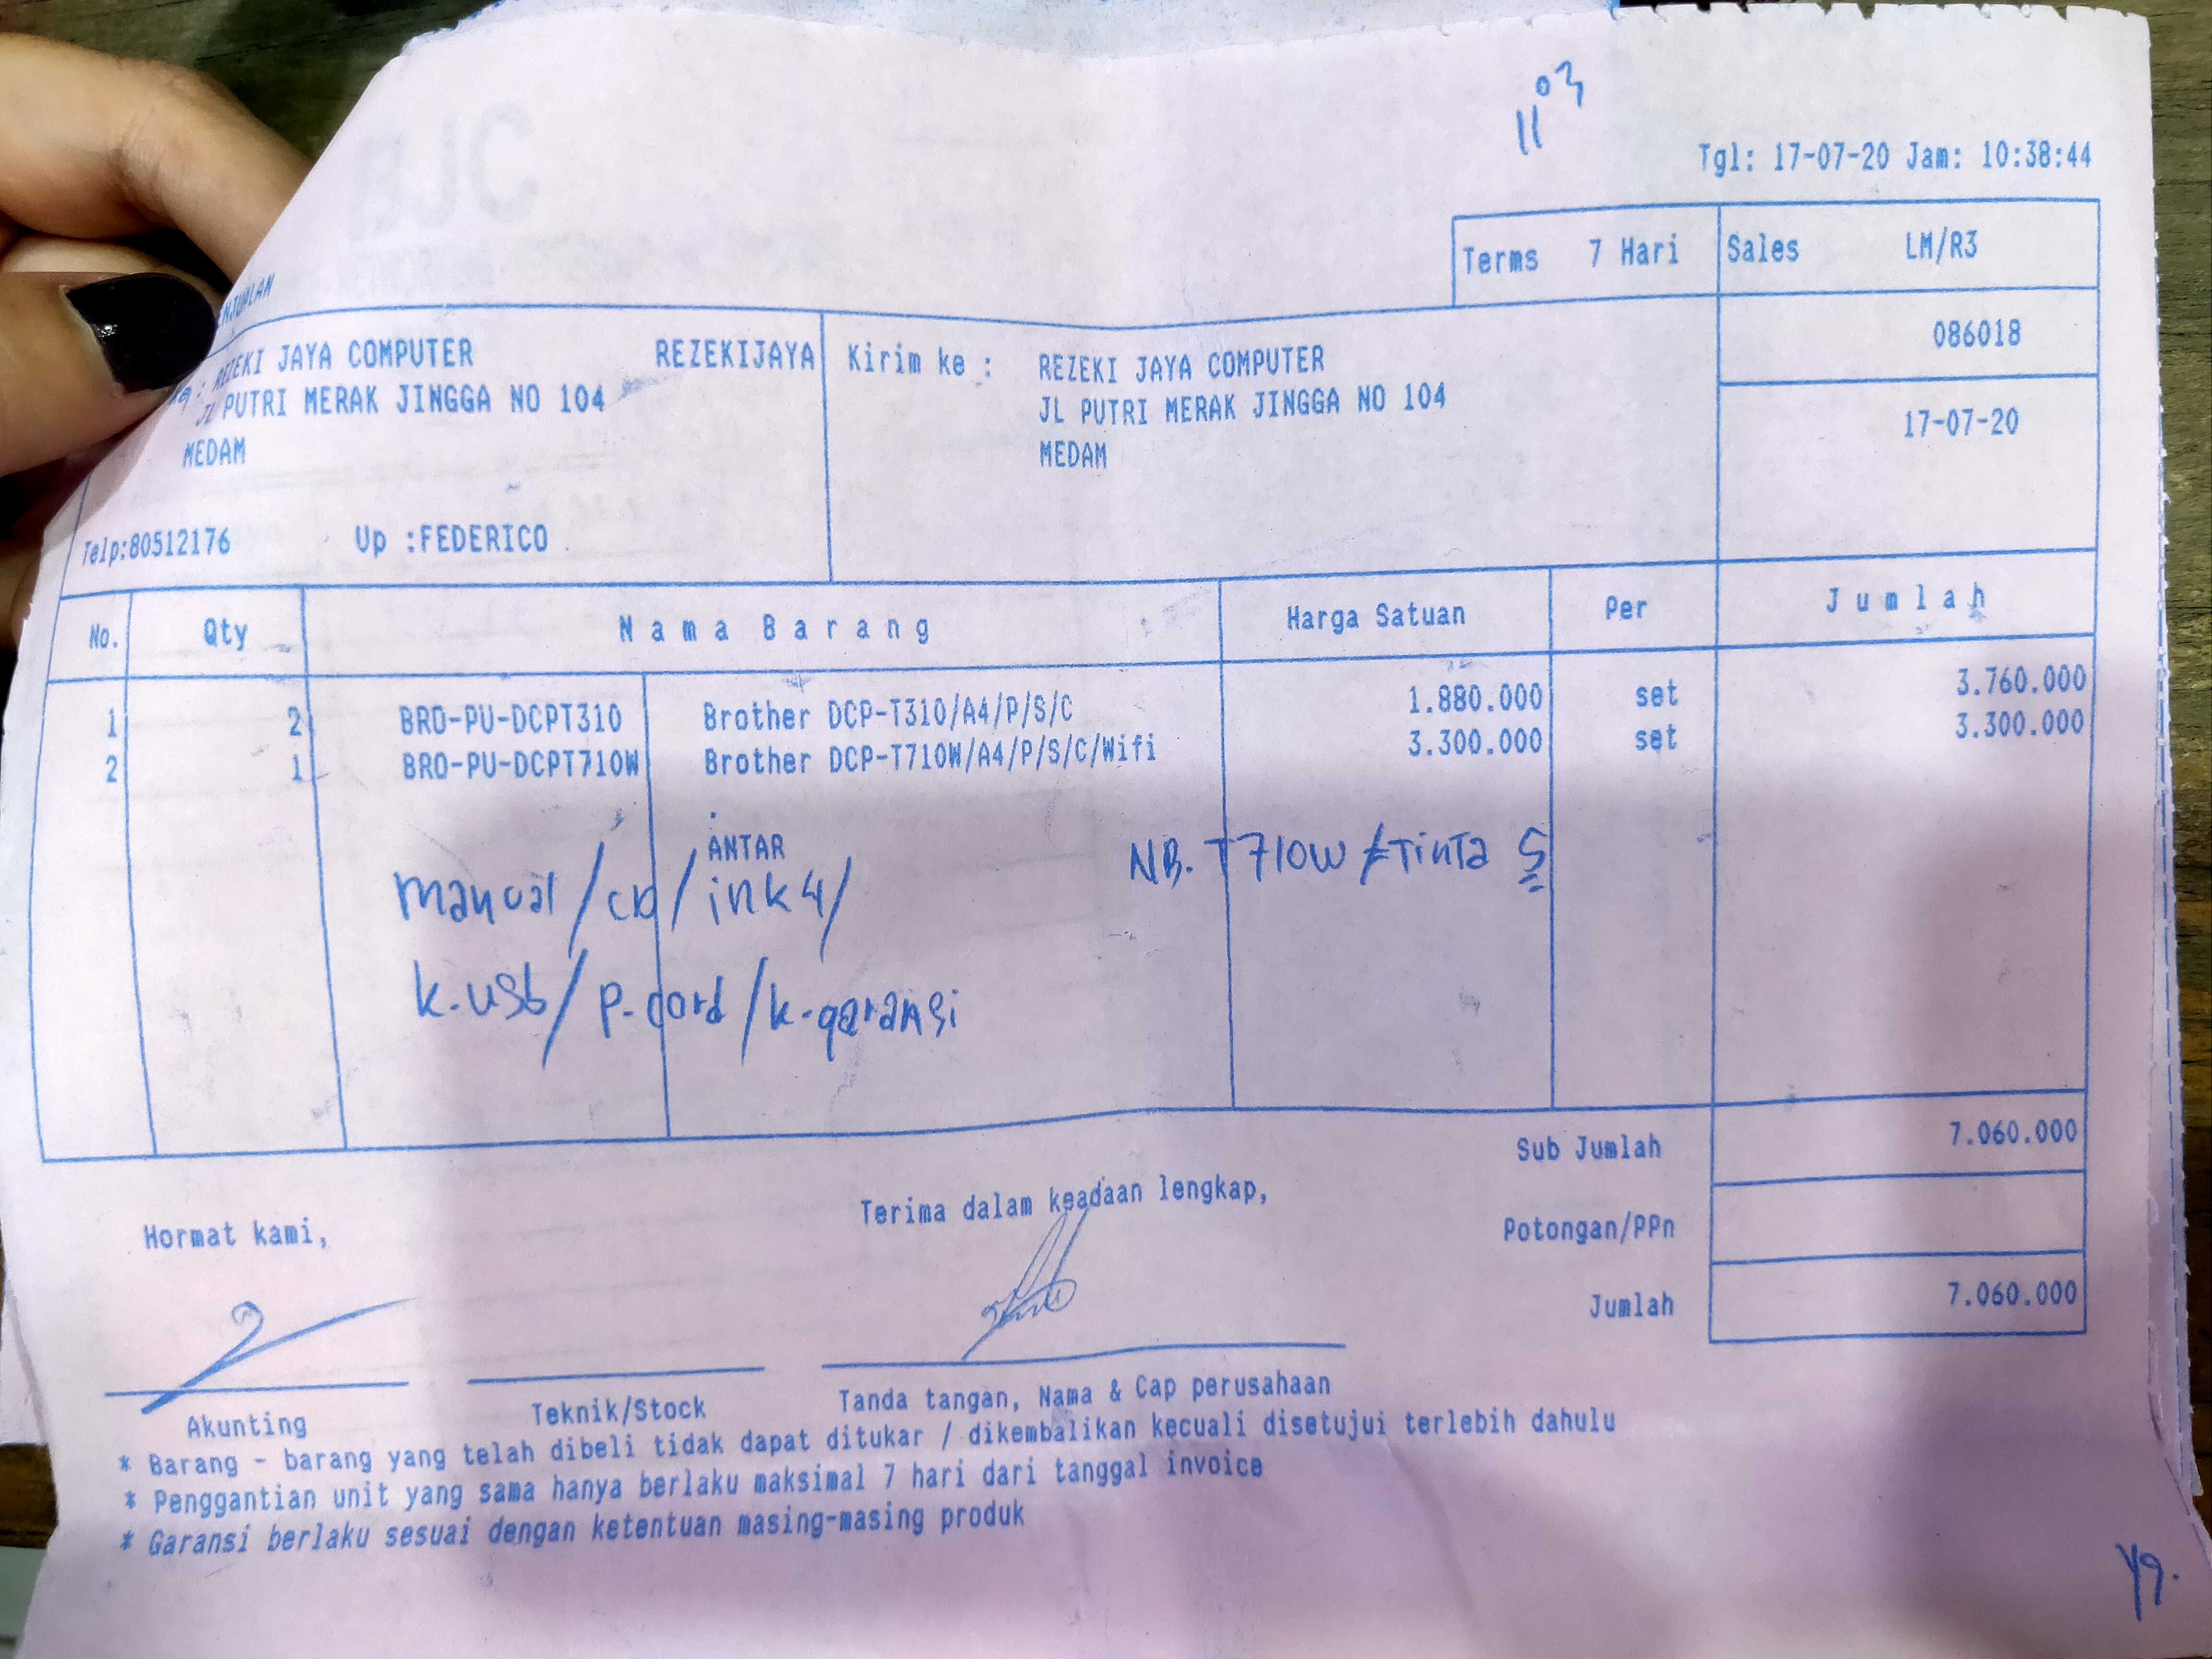 11 03
Tgl: 17-07-20 Jam: 10:38:44
BJC
Terms 7 Hari Sales LM/R3
086018
17-07-20
REZEKI JAYA COMPUTER REZEKIJAYA
JL PUTRI MERAK JINGGA NO 104
MEDAM
Telp:80512176 Up :FEDERICO
Kirim ke : REZEKI JAYA COMPUTER
JL PUTRI MERAK JINGGA NO 104
MEDAM
No. Qty Nama Barang Harga Satuan Per Jumlah
1 2 BRO-PU-DCPT310 Brother DCP-T310/A4/P/S/C 1.880.000 set 3.760.000
2 1 BRO-PU-DCPT710W Brother DCP-T710W/A4/P/S/C/Wifi 3.300.000 set 3.300.000
ANTAR
manual/cd/ink4/
k.usb/p-cord/k-garansi
NB. T710W Tinta 5
Sub Jumlah 7.060.000
Potongan/PPn
Jumlah 7.060.000
Hormat kami,
Terima dalam keadaan lengkap,
Akunting
Teknik/Stock
Tanda tangan, Nama & Cap perusahaan
* Barang - barang yang telah dibeli tidak dapat ditukar / dikembalikan kecuali disetujui terlebih dahulu
* Penggantian unit yang sama hanya berlaku maksimal 7 hari dari tanggal invoice
* Garansi berlaku sesuai dengan ketentuan masing-masing produk